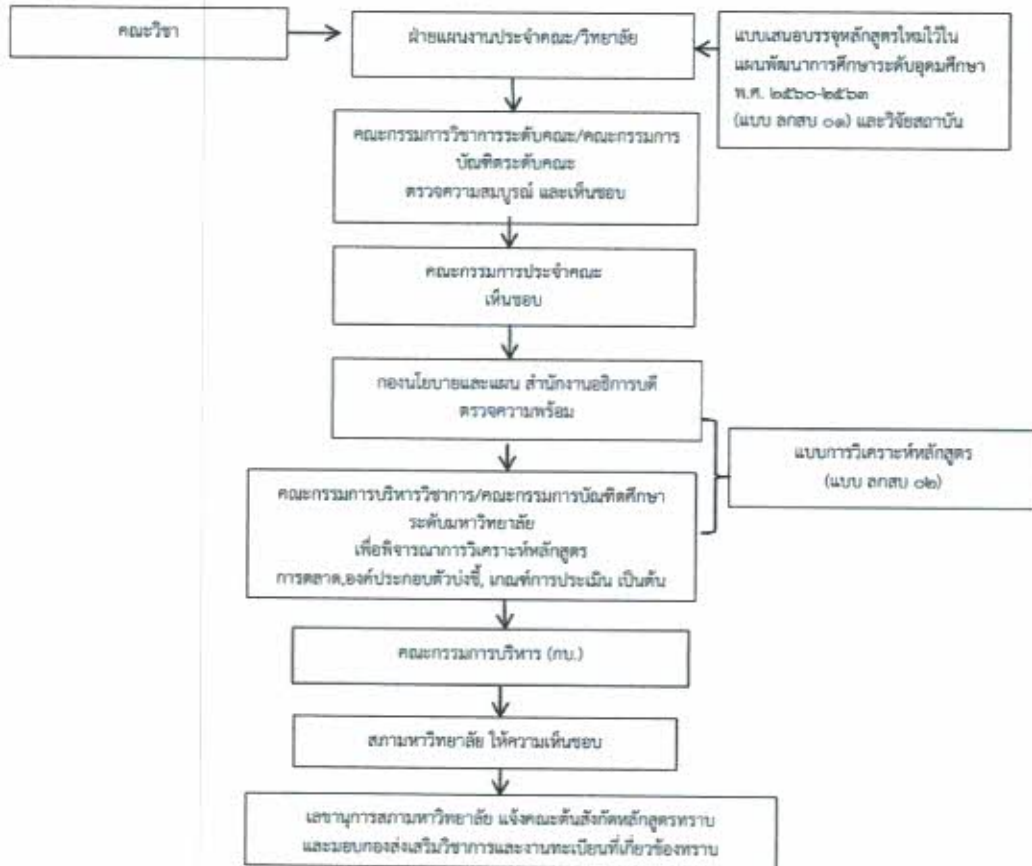 คณะวิชา
ฝ่ายแผนงานประจำคณะ/วิทยาลัย
แบบเสนอบรรจุหลักสูตรใหม่ไว้ใน
แผนพัฒนาการศึกษาระดับอุดมศึกษา
พ.ศ. ๒๕๖๐-๒๕๖๓
(แบบ ลกสบ ๐๑) และวิจัยสถาบัน
คณะกรรมการวิชาการระดับคณะ/คณะกรรมการ
บัณฑิตระดับคณะ
ตรวจความสมบูรณ์ และเห็นชอบ
คณะกรรมการประจำคณะ
เห็นชอบ
กองนโยบายและแผน สำนักงานอธิการบดี
ตรวจความพร้อม
แบบการวิเคราะห์หลักสูตร
(แบบ ลกสบ ๐๒)
คณะกรรมการบริหารวิชาการ/คณะกรรมการบัณฑิตศึกษา
ระดับมหาวิทยาลัย
เพื่อพิจารณาการวิเคราะห์หลักสูตร
การตลาด,องค์ประกอบตัวบ่งชี้, เกณฑ์การประเมิน เป็นต้น
คณะกรรมการบริหาร (กบ.)
สภามหาวิทยาลัย ให้ความเห็นชอบ
เลขานุการสภามหาวิทยาลัย แจ้งคณะต้นสังกัดหลักสูตรทราบ
และมอบกองส่งเสริมวิชาการและงานทะเบียนที่เกี่ยวข้องทราบ